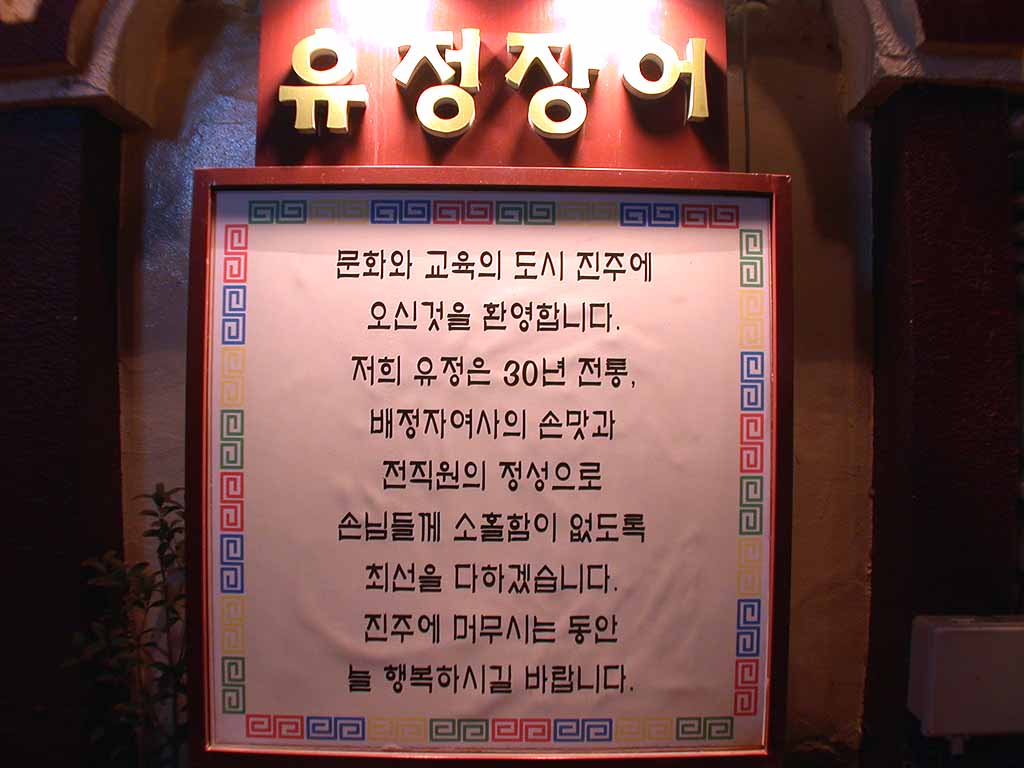 유정장어
문화와 교육의 도시 진주에
오신것을 환영합니다.
저희 유정은 30년 전통,
배정자여사의 손맛과
전직원의 정성으로
손님들께 소홀함이 없도록
최선을 다하겠습니다.
진주에 머무시는 동안
늘 행복하시길 바랍니다.